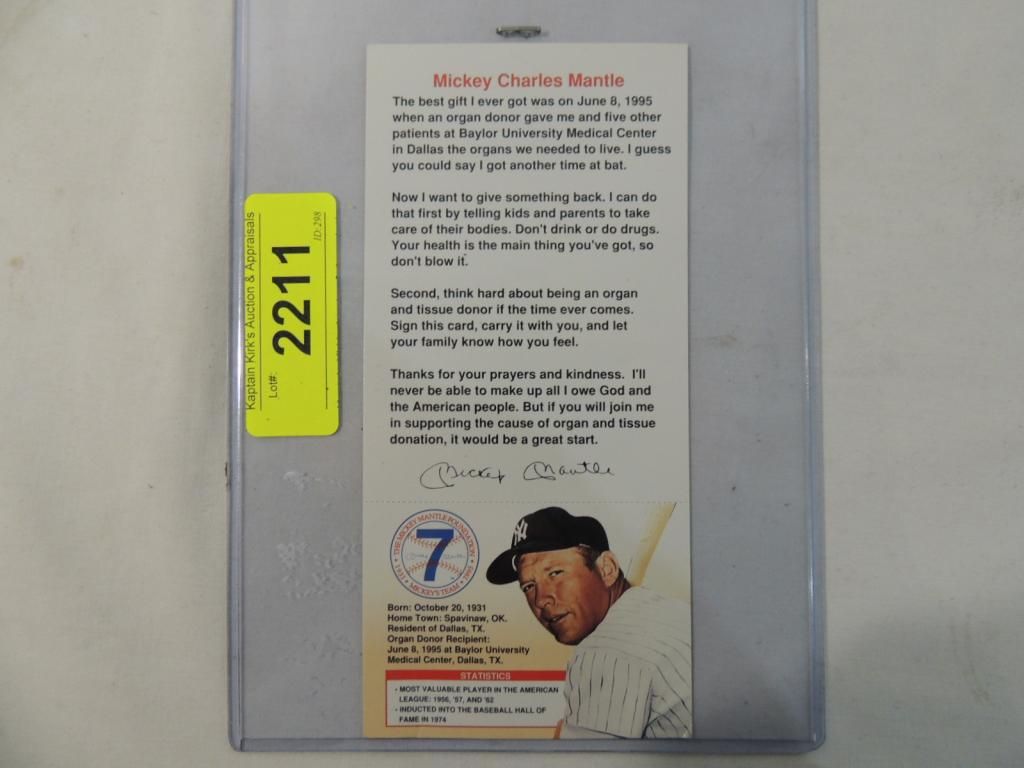 Mickey Charles Mantle
The best gift I ever got was on June 8, 1995
when an organ donor gave me and five other
patients at Baylor University Medical Center
in Dallas the organs we needed to live. I guess
you could say I got another time at bat.
Now I want to give something back. I can do
that first by telling kids and parents to take
care of their bodies. Don't drink or do drugs.
Your health is the main thing you've got, so
don't blow it.
Second, think hard about being an organ
and tissue donor if the time ever comes.
Sign this card, carry it with you, and let
your family know how you feel.
Thanks for your prayers and kindness. I'll
never be able to make up all I owe God and
the American people. But if you will join me
in supporting the cause of organ and tissue
donation, it would be a great start.
Mickey Mantle
THE MICKEY MANTLE FOUNDATION
7
1931 • MICKEY'S TEAM • 1995
NY
Born: October 20, 1931
Home Town: Spavinaw, OK.
Resident of Dallas, TX.
Organ Donor Recipient:
June 8, 1995 at Baylor University
Medical Center, Dallas, TX.
STATISTICS
- MOST VALUABLE PLAYER IN THE AMERICAN
LEAGUE: 1956, '57, AND '62
- INDUCTED INTO THE BASEBALL HALL OF
FAME IN 1974
Kaptain Kirk's Auction & Appraisals
Lot#: 2211
ID:298